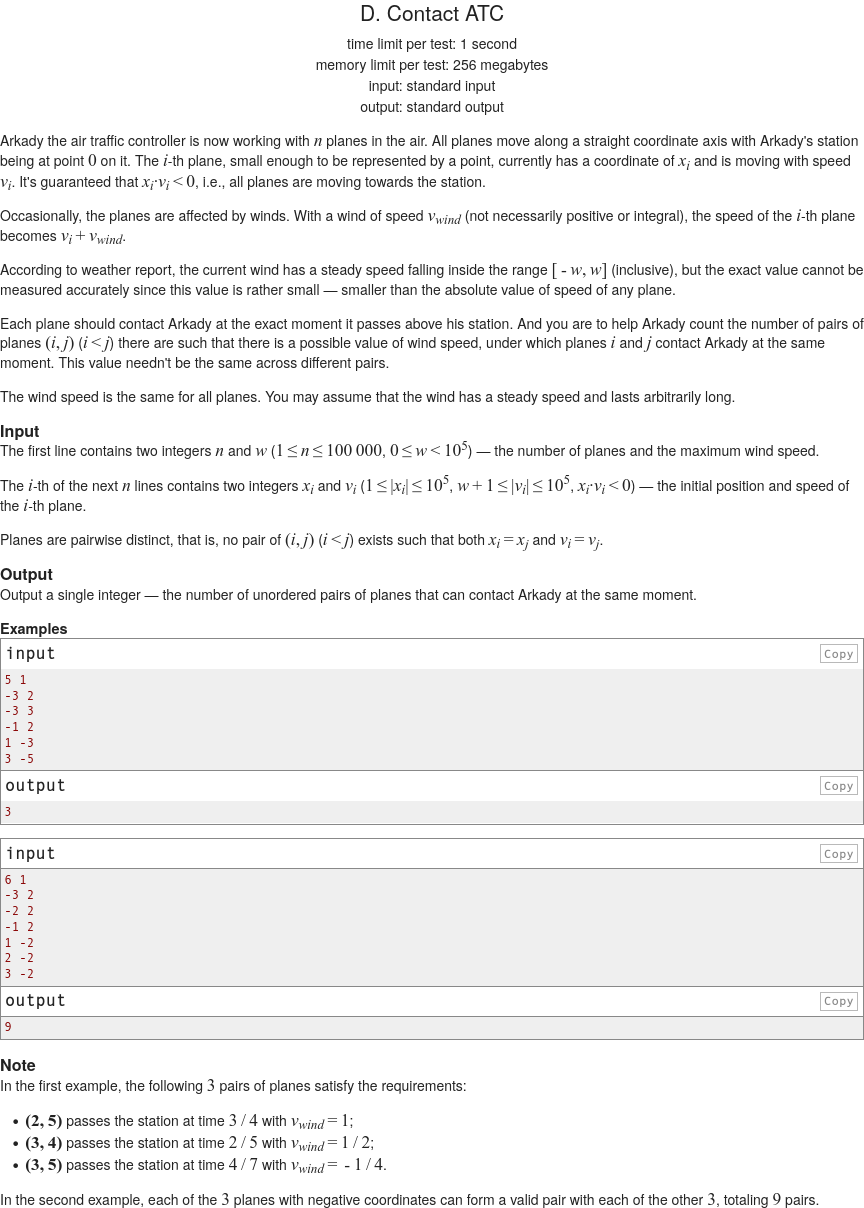 D. Contact ATC
time limit per test: 1 second
memory limit per test: 256 megabytes
input: standard input
output: standard output
Arkady the air traffic controller is now working with n planes in the air. All planes move along a straight coordinate axis with Arkady's station
being at point 0 on it. The i-th plane, small enough to be represented by a point, currently has a coordinate of x_i and is moving with speed
v_i. It's guaranteed that x_i·v_i < 0, i.e., all planes are moving towards the station.
Occasionally, the planes are affected by winds. With a wind of speed v_wind (not necessarily positive or integral), the speed of the i-th plane
becomes v_i + v_wind.
According to weather report, the current wind has a steady speed falling inside the range [ - w, w] (inclusive), but the exact value cannot be
measured accurately since this value is rather small — smaller than the absolute value of speed of any plane.
Each plane should contact Arkady at the exact moment it passes above his station. And you are to help Arkady count the number of pairs of
planes (i, j) (i < j) there are such that there is a possible value of wind speed, under which planes i and j contact Arkady at the same
moment. This value needn't be the same across different pairs.
The wind speed is the same for all planes. You may assume that the wind has a steady speed and lasts arbitrarily long.
Input
The first line contains two integers n and w (1 ≤ n ≤ 100 000, 0 ≤ w < 10^5) — the number of planes and the maximum wind speed.
The i-th of the next n lines contains two integers x_i and v_i (1 ≤ |x_i| ≤ 10^5, w + 1 ≤ |v_i| ≤ 10^5, x_i·v_i < 0) — the initial position and speed of
the i-th plane.
Planes are pairwise distinct, that is, no pair of (i, j) (i < j) exists such that both x_i = x_j and v_i = v_j.
Output
Output a single integer — the number of unordered pairs of planes that can contact Arkady at the same moment.
Examples
input Copy
5 1
-3 2
-3 3
-1 2
1 -3
3 -5
output Copy
3
input Copy
6 1
-3 2
-2 2
-1 2
1 -2
2 -2
3 -2
output Copy
9
Note
In the first example, the following 3 pairs of planes satisfy the requirements:
• (2, 5) passes the station at time 3 / 4 with v_wind = 1;
• (3, 4) passes the station at time 2 / 5 with v_wind = 1 / 2;
• (3, 5) passes the station at time 4 / 7 with v_wind = - 1 / 4.
In the second example, each of the 3 planes with negative coordinates can form a valid pair with each of the other 3, totaling 9 pairs.